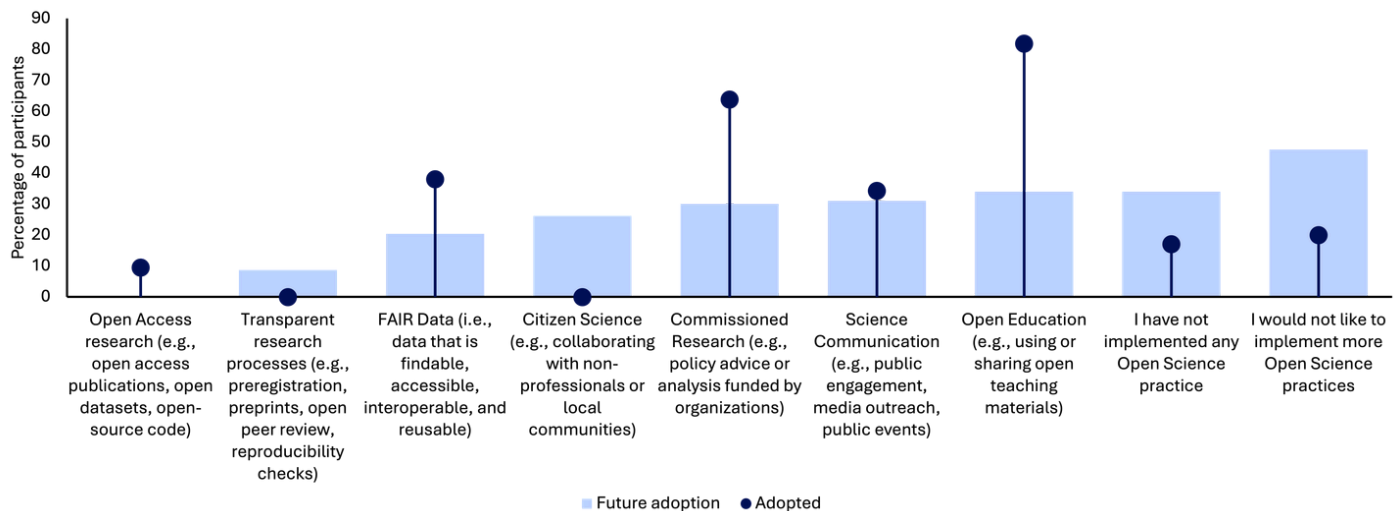 90
80
70
60
50
40
30
20
10
0
Percentage of participants
Open Access
research (e.g.,
open access
publications, open
datasets, open-
source code)
Transparent
research
processes (e.g.,
preregistration,
preprints, open
peer review,
reproducibility
checks)
FAIR Data (i.e.,
data that is
findable,
accessible,
interoperable, and
reusable)
Citizen Science
(e.g., collaborating
with non-
professionals or
local
communities)
Commissioned
Research (e.g.,
policy advice or
analysis funded by
organizations)
Science
Communication
(e.g., public
engagement,
media outreach,
public events)
Open Education
(e.g., using or
sharing open
teaching
materials)
I have not
implemented any
Open Science
practice
I would not like to
implement more
Open Science
practices
Future adoption
Adopted